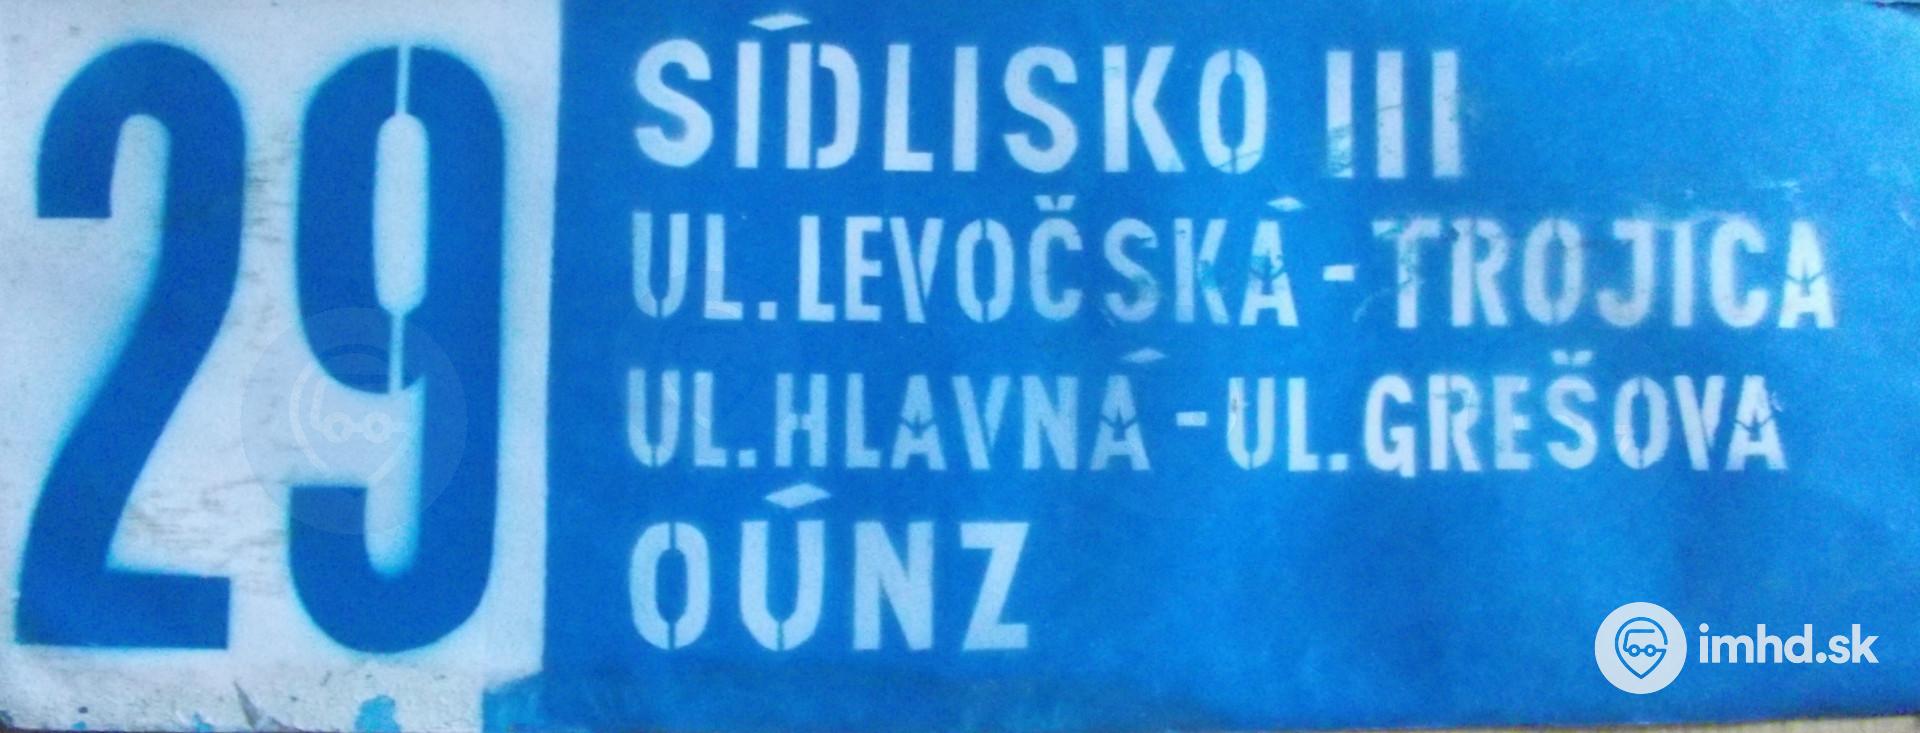 29
SÍDLISKO III
UL. LEVOČSKÁ - TROJICA
UL. HLAVNÁ - UL. GREŠOVA
OÚNZ
imhd.sk